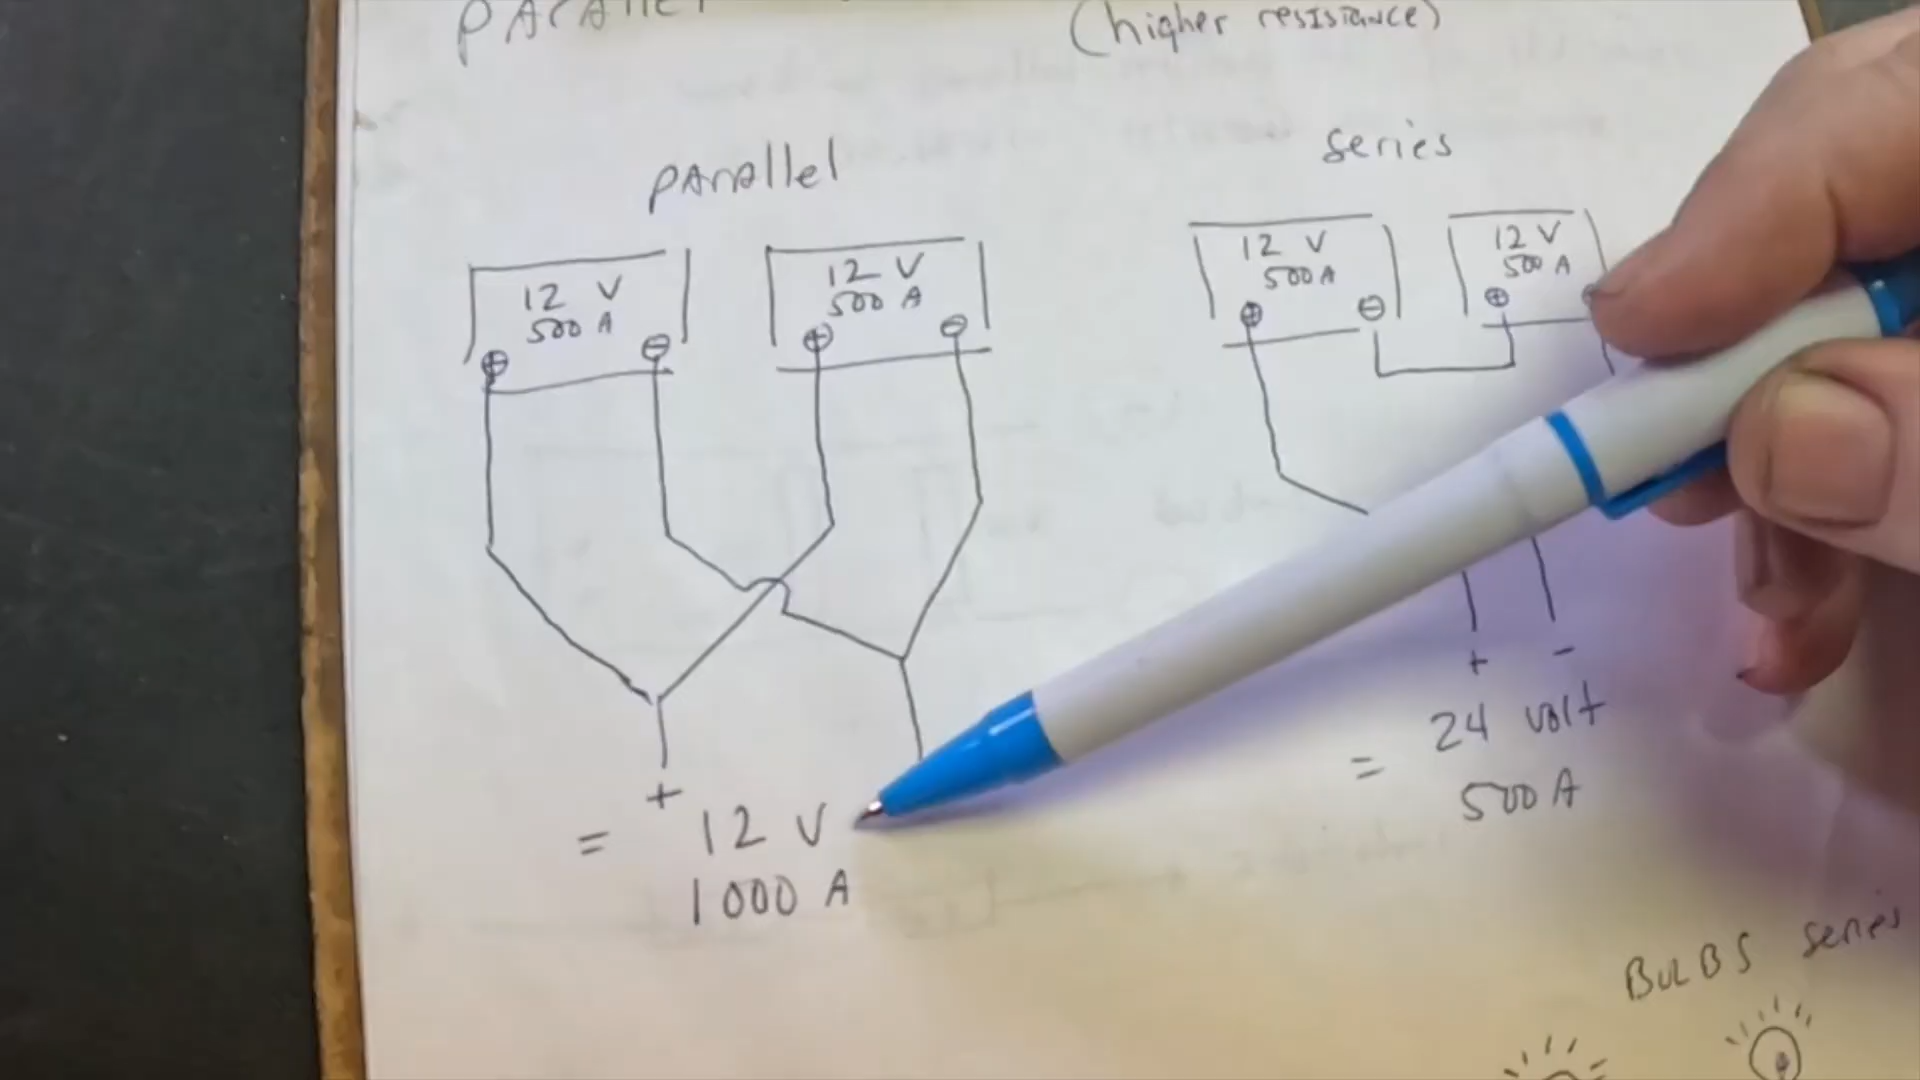 PArAllel
(higher resistance)
parallel
series
12 V
500 A
⊕
⊖
12 V
500 A
⊕
⊖
12 V
500 A
⊕
⊖
12 V
500 A
⊕
+
= 12 V
1000 A
+ -
= 24 volt
500 A
BULBS series